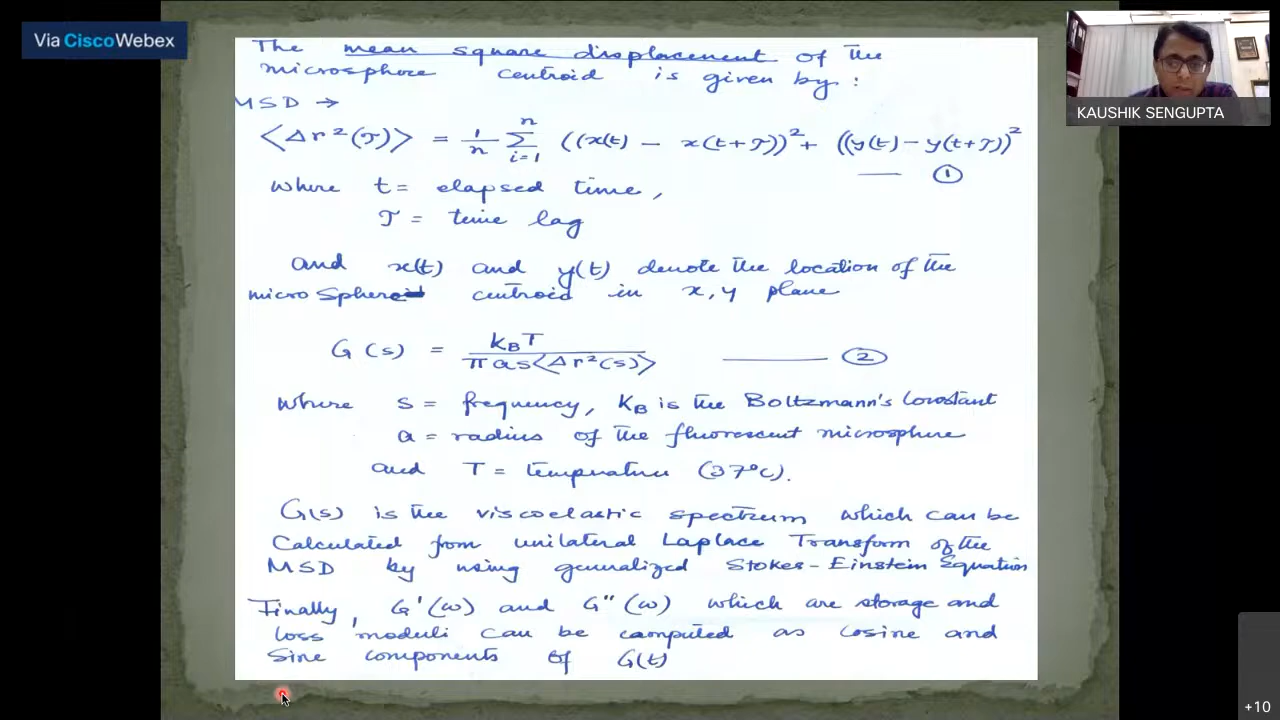 Via Cisco Webex
KAUSHIK SENGUPTA
The mean square displacement of the
microsphere centroid is given by :
MSD →
⟨Δr²(τ)⟩ = 1/n Σ_{i=1}^{n} ((x(t) - x(t+τ))² + ((y(t) - y(t+τ))² — ①
where t = elapsed time,
τ = time lag
and x(t) and y(t) denote the location of the
microsphere centroid in x, y plane
G(s) = k_B T / πas⟨Δr²(s)⟩ — ②
where s = frequency, K_B is the Boltzmann's Constant
a = radius of the fluorescent microsphere
and T = temperature (37°C).
G(s) is the viscoelastic spectrum which can be
Calculated from unilateral Laplace Transform of the
MSD by using generalized Stokes-Einstein Equation
Finally, G'(ω) and G"(ω) which are storage and
loss moduli can be computed as Cosine and
Sine components of G(t)
+10